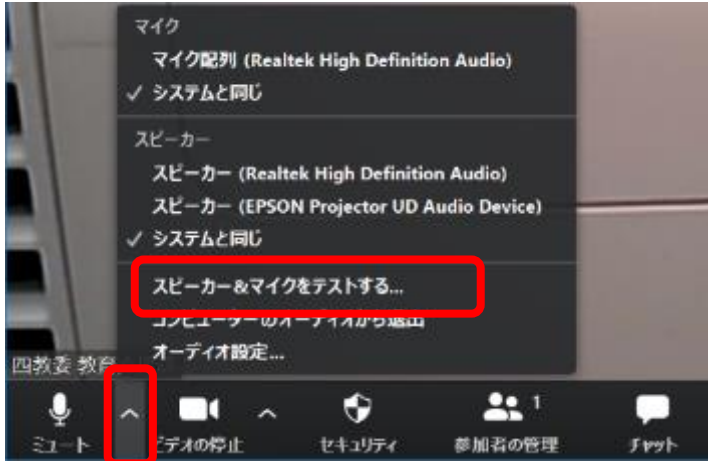 マイク
マイク配列 (Realtek High Definition Audio)
✓ システムと同じ
スピーカー
スピーカー (Realtek High Definition Audio)
スピーカー (EPSON Projector UD Audio Device)
✓ システムと同じ
スピーカー&マイクをテストする...
コンピューターのオーディオから退出
オーディオ設定...
四教委 教育
1
ミュート ビデオの停止 セキュリティ 参加者の管理 チャット